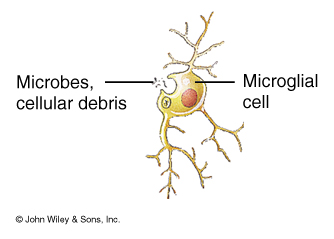 Microbes,
cellular debris
Microglial
cell
© John Wiley & Sons, Inc.